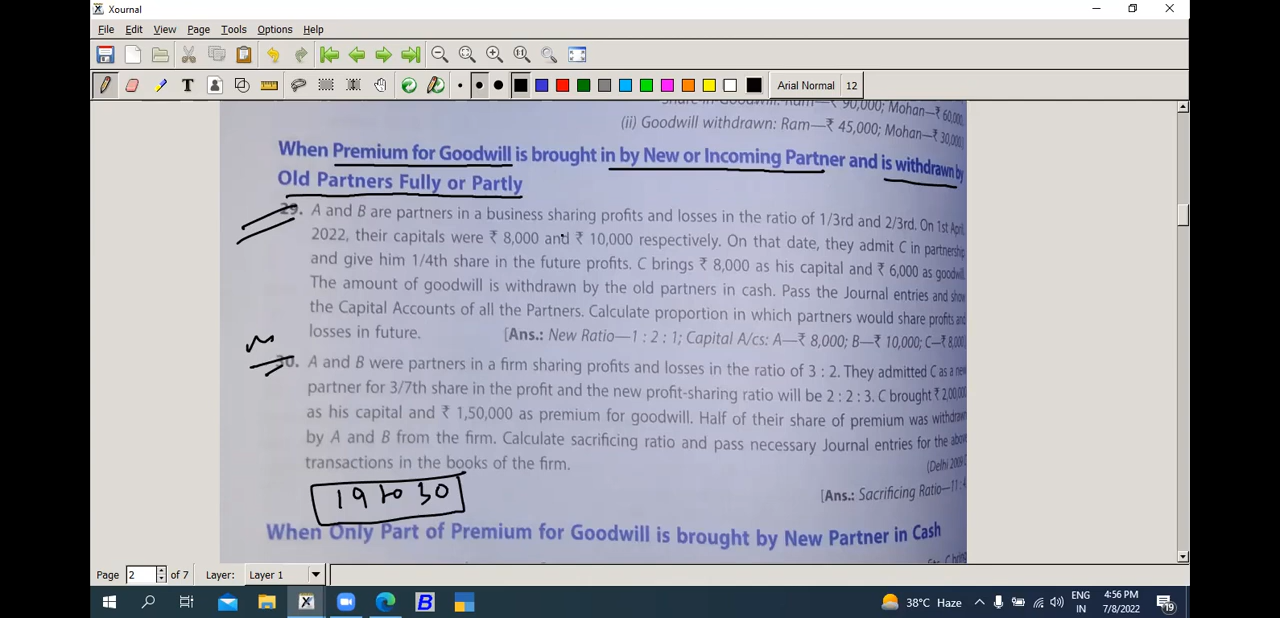 Xournal
File Edit View Page Tools Options Help
Arial Normal 12
Share in Goodwill: Ram—₹ 90,000; Mohan—₹ 60,000
(ii) Goodwill withdrawn: Ram—₹ 45,000; Mohan—₹ 30,000]
When Premium for Goodwill is brought in by New or Incoming Partner and is withdrawn by
Old Partners Fully or Partly
29. A and B are partners in a business sharing profits and losses in the ratio of 1/3rd and 2/3rd. On 1st April,
2022, their capitals were ₹ 8,000 and ₹ 10,000 respectively. On that date, they admit C in partnership
and give him 1/4th share in the future profits. C brings ₹ 8,000 as his capital and ₹ 6,000 as goodwill.
The amount of goodwill is withdrawn by the old partners in cash. Pass the Journal entries and show
the Capital Accounts of all the Partners. Calculate proportion in which partners would share profits and
losses in future. [Ans.: New Ratio—1 : 2 : 1; Capital A/cs: A—₹ 8,000; B—₹ 10,000; C—₹ 8,000
30. A and B were partners in a firm sharing profits and losses in the ratio of 3 : 2. They admitted C as a new
partner for 3/7th share in the profit and the new profit-sharing ratio will be 2 : 2 : 3. C brought ₹ 2,00,000
as his capital and ₹ 1,50,000 as premium for goodwill. Half of their share of premium was withdrawn
by A and B from the firm. Calculate sacrificing ratio and pass necessary Journal entries for the above
transactions in the books of the firm. (Delhi 2009
[Ans.: Sacrificing Ratio—11 : 4
19 to 30
When Only Part of Premium for Goodwill is brought by New Partner in Cash
Page 2 of 7 Layer: Layer 1
38°C Haze ENG IN 4:56 PM 7/8/2022 19